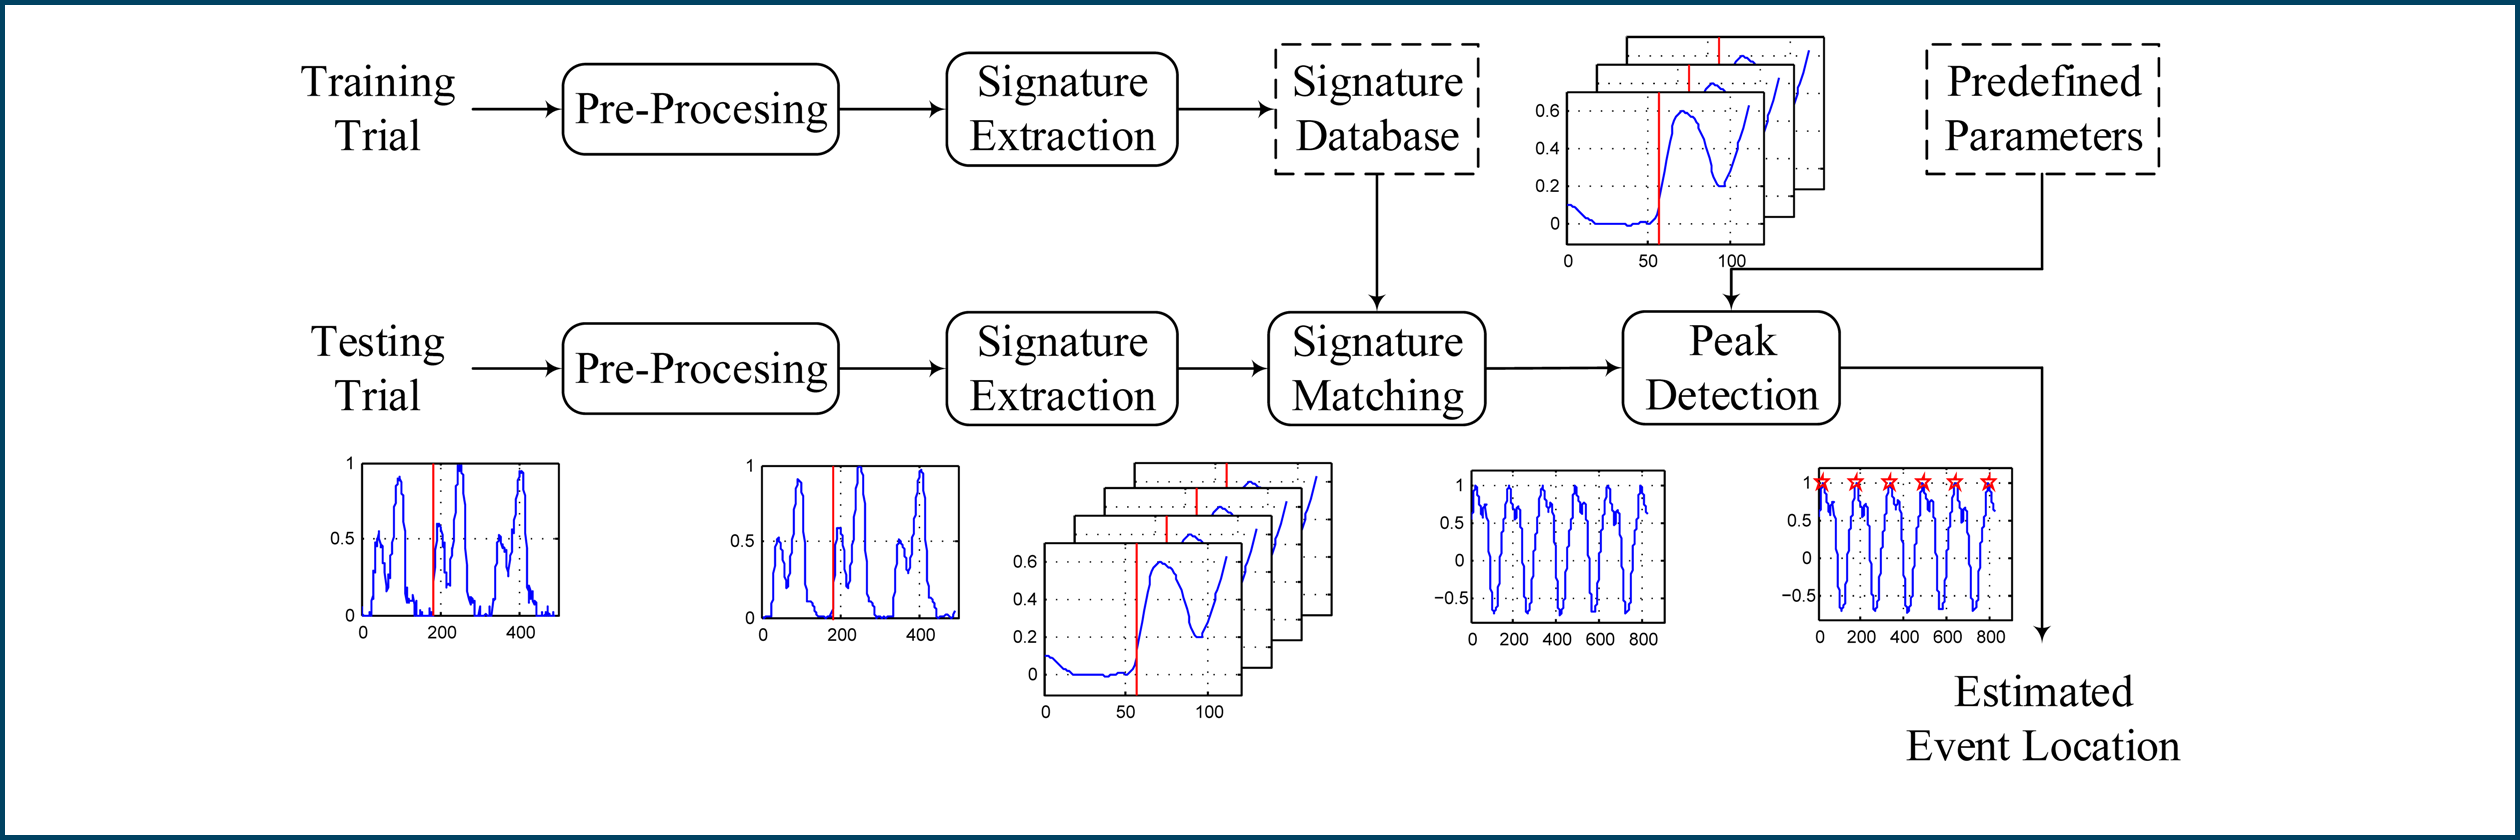 Training
Trial
Pre-Procesing
Signature
Extraction
Signature
Database
0.6
0.4
0.2
0
0 50 100
Predefined
Parameters
Testing
Trial
Pre-Procesing
Signature
Extraction
Signature
Matching
Peak
Detection
1
0.5
0
0 200 400
1
0.5
0
0 200 400
0.6
0.4
0.2
0
0 50 100
1
0.5
0
−0.5
0 200 400 600 800
1
0.5
0
−0.5
0 200 400 600 800
Estimated
Event Location